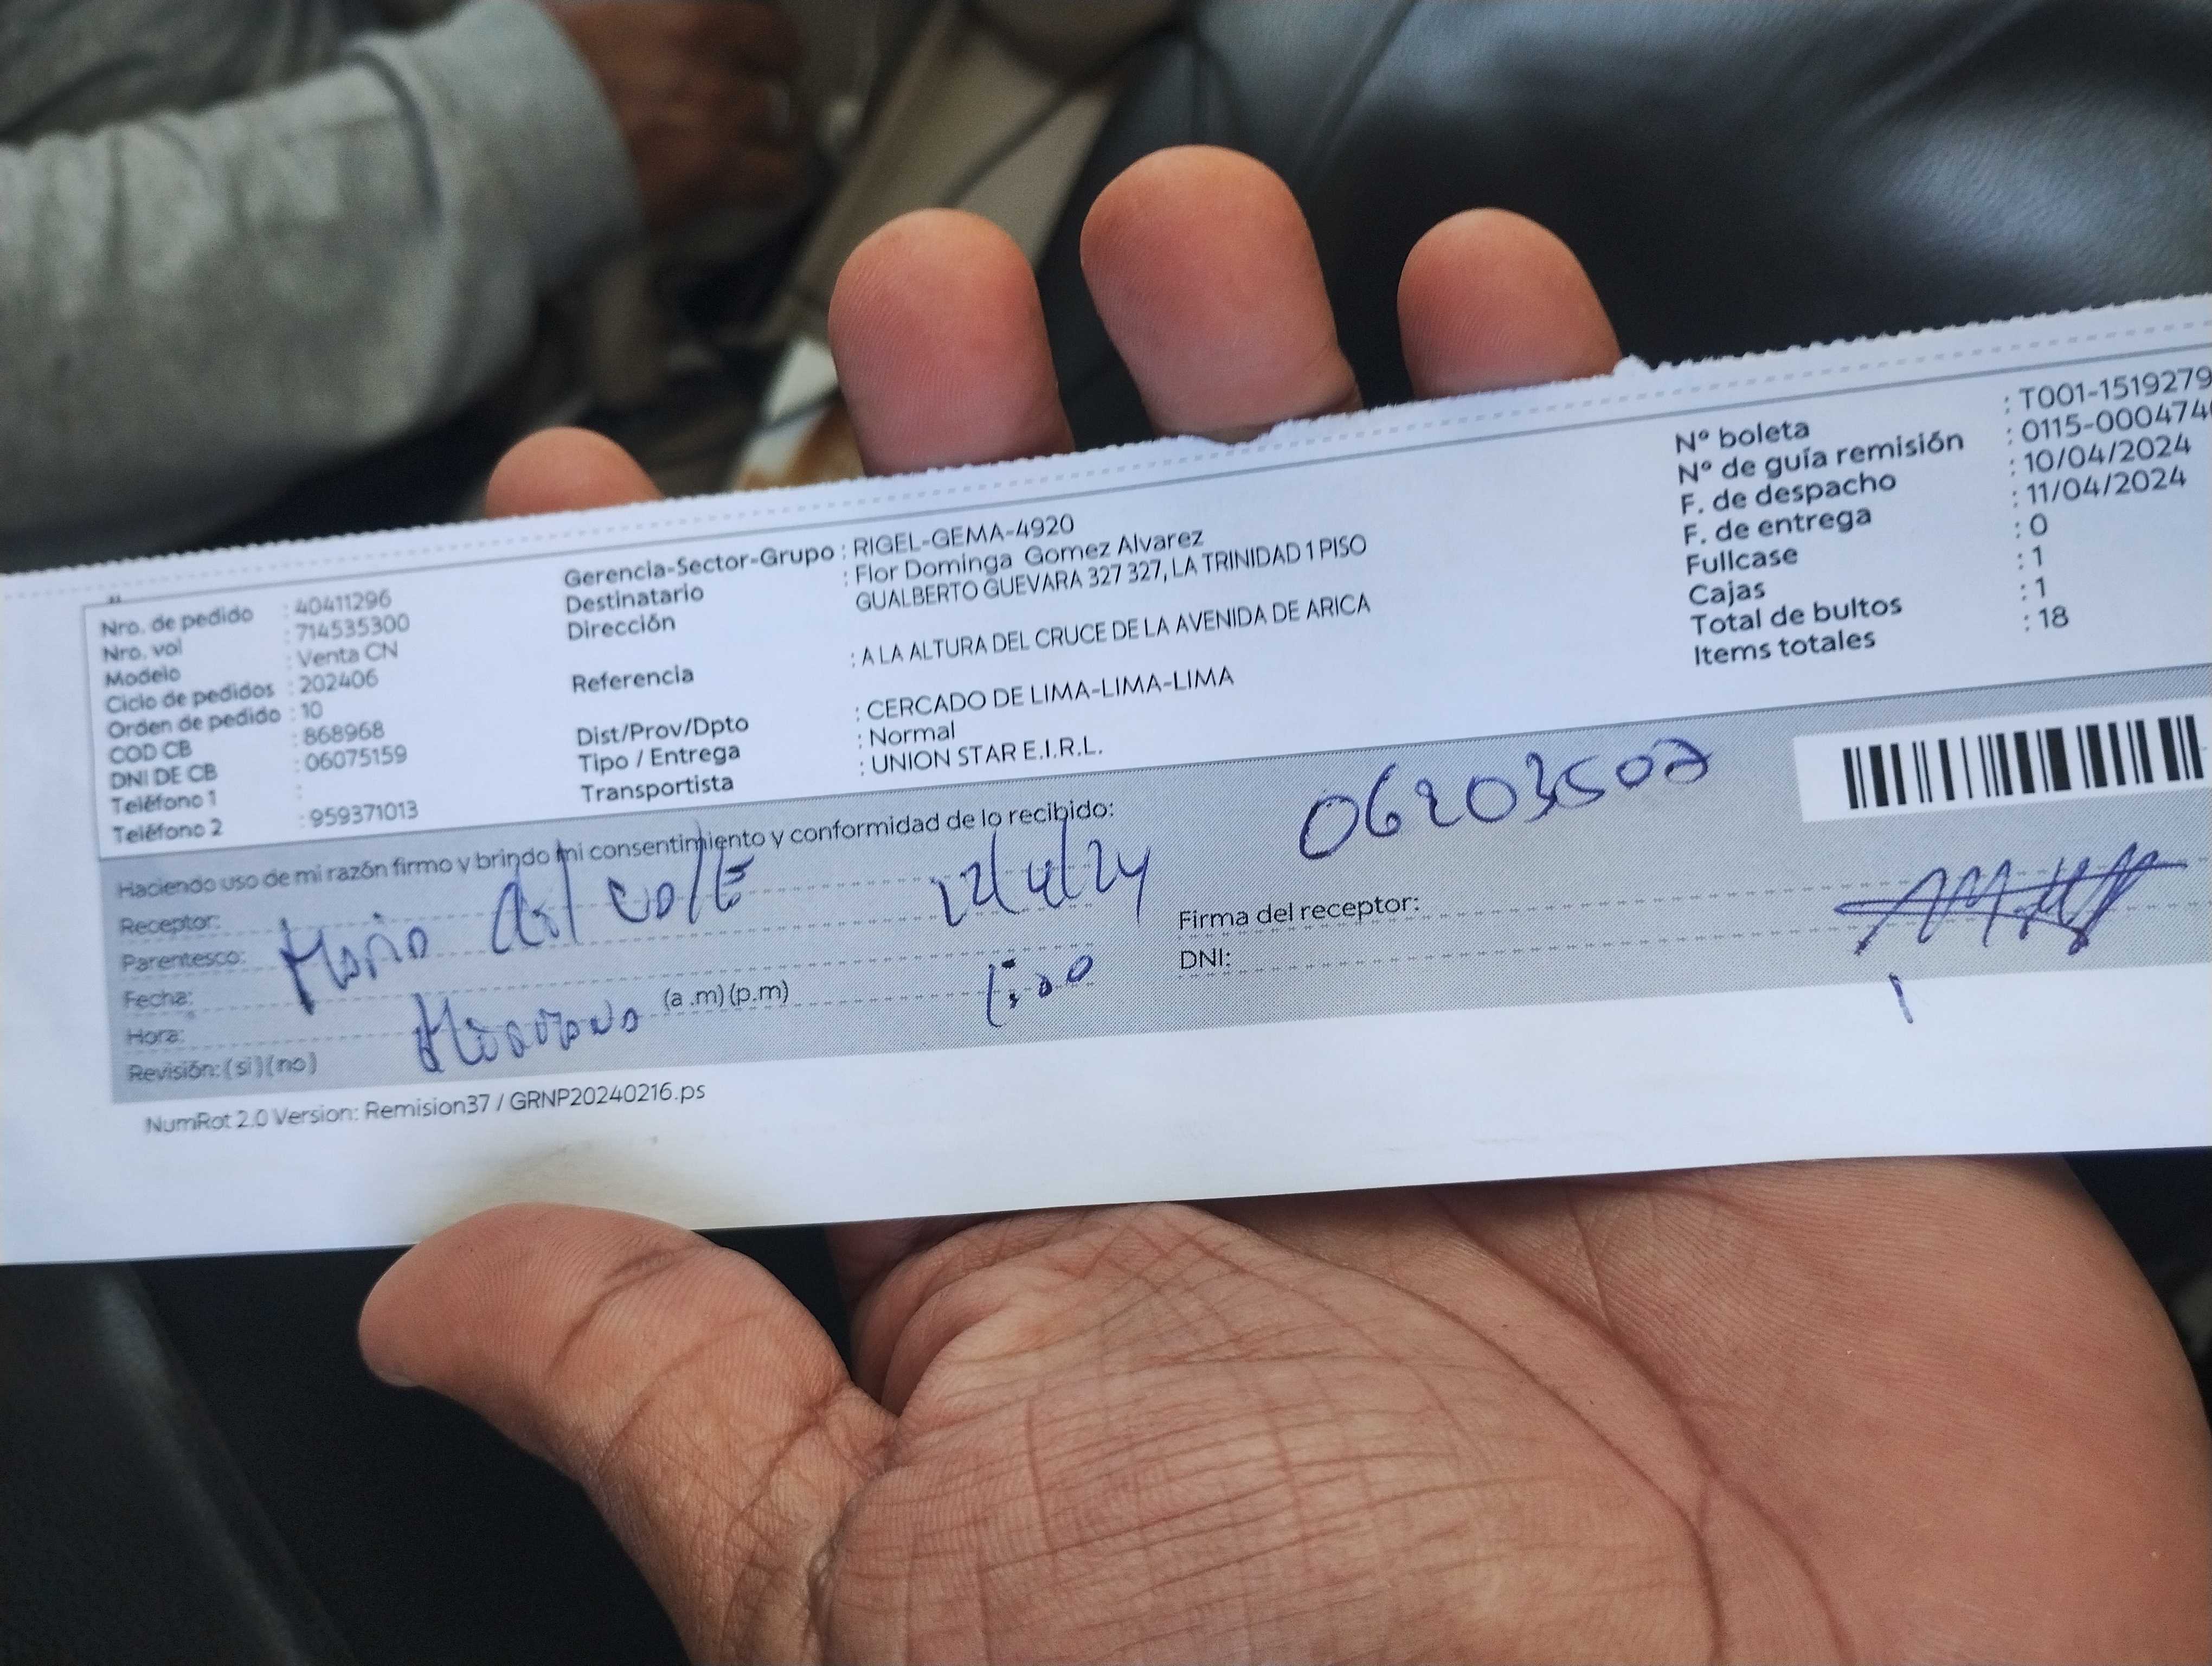 Nro. de pedido : 40411296
Nro. vol : 714535300
Modelo : Venta CN
Ciclo de pedidos : 202406
Orden de pedido : 10
COD CB : 868968
DNI DE CB : 06075159
Teléfono 1 :
Teléfono 2 : 959371013
Gerencia-Sector-Grupo : RIGEL-GEMA-4920
Destinatario : Flor Dominga Gomez Alvarez
Dirección GUALBERTO GUEVARA 327 327, LA TRINIDAD 1 PISO
Referencia : A LA ALTURA DEL CRUCE DE LA AVENIDA DE ARICA
Dist/Prov/Dpto : CERCADO DE LIMA-LIMA-LIMA
Tipo / Entrega : Normal
Transportista : UNION STAR E.I.R.L.
Nº boleta : T001-1519279
Nº de guía remisión : 0115-000474
F. de despacho : 10/04/2024
F. de entrega : 11/04/2024
Fullcase : 0
Cajas : 1
Total de bultos : 1
Items totales : 18
Haciendo uso de mi razón firmo y brindo mi consentimiento y conformidad de lo recibido:
06203502
Receptor:
Parentesco:
12/4/24
Fecha:
Hora: (a .m) (p.m)
1:00
Revisión: (si) (no)
Firma del receptor:
DNI:
NumRot 2.0 Version: Remision37 / GRNP20240216.ps